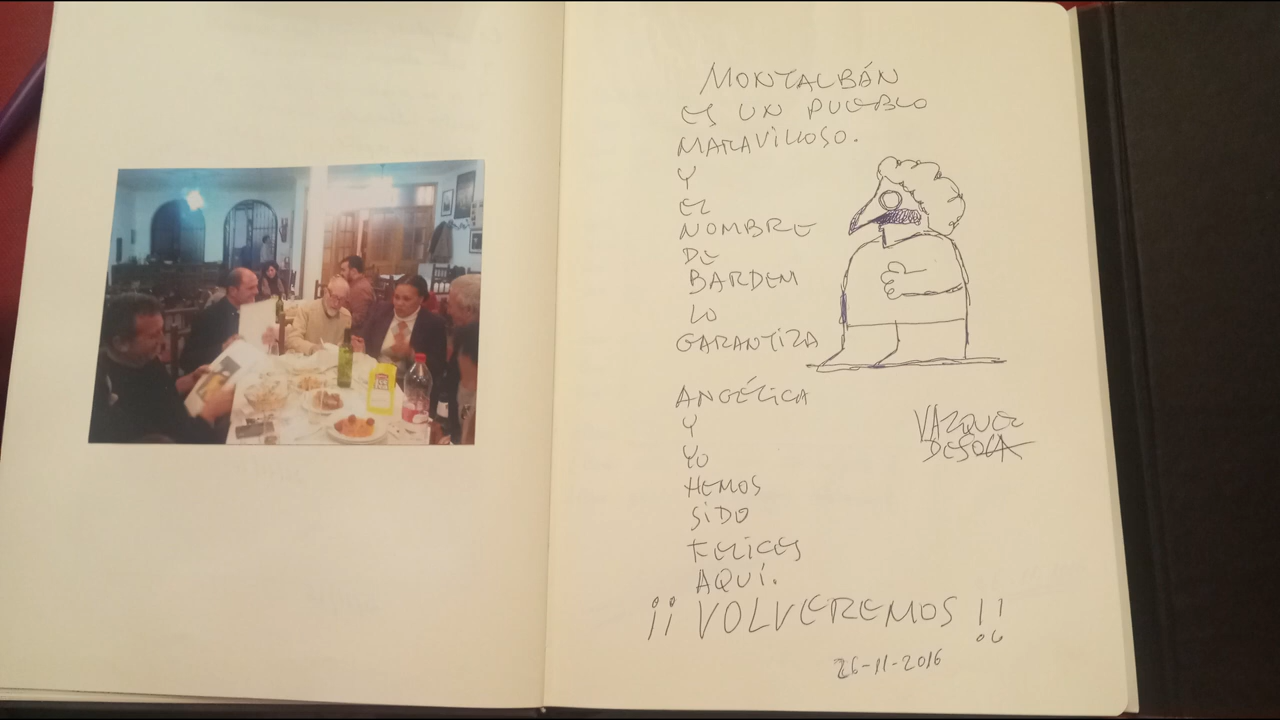 MONTALBÁN
ES UN PUEBLO
MARAVILLOSO.
Y
EL
NOMBRE
DE
BARDEM
LO
GARANTIZA
ANGÉLICA
Y
YO
HEMOS
SIDO
FELICES
AQUÍ.
¡¡VOLVEREMOS!!
26-11-2016
VAZQUEZ
DE SOLA